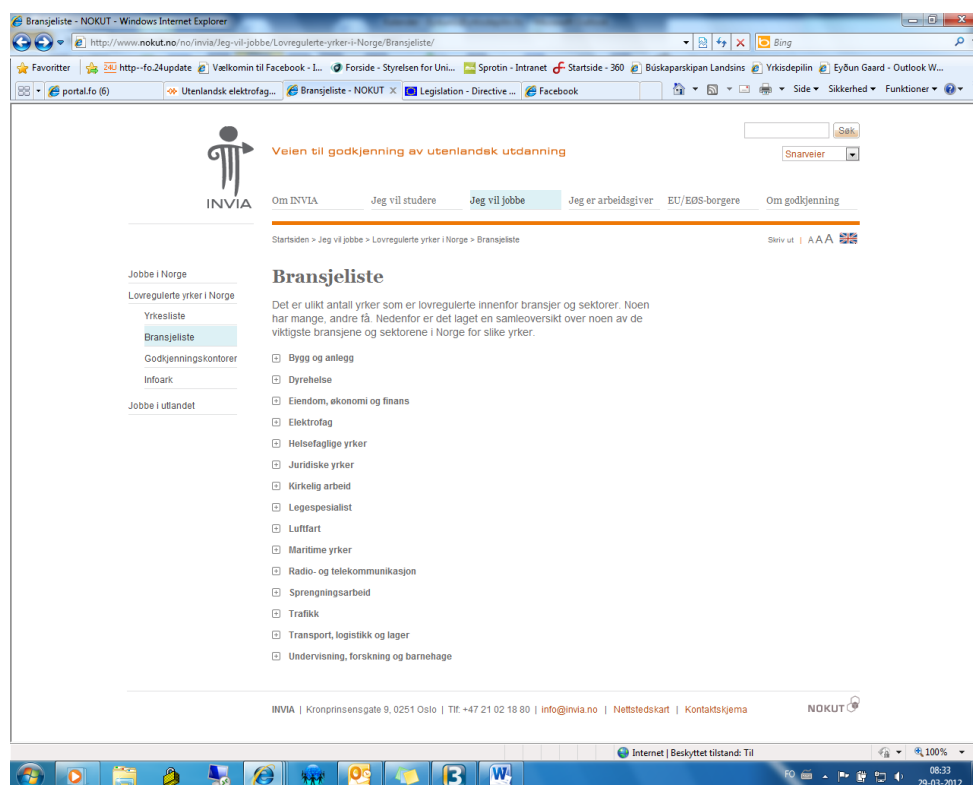 Bransjeliste - NOKUT - Windows Internet Explorer
http://www.nokut.no/no/invia/Jeg-vil-jobbe/Lovregulerte-yrker-i-Norge/Bransjeliste/
Bing
Favoritter 24U http--fo.24update Vælkomin til Facebook - I... Forside - Styrelsen for Uni... Sprotin - Intranet Startside - 360 Búskaparskipan Landsins Yrkisdepilin Eyðun Gaard - Outlook W...
portal.fo (6) Utenlandsk elektrofag... Bransjeliste - NOKUT Legislation - Directive ... Facebook Side Sikkerhed Funktioner
Søk
Veien til godkjenning av utenlandsk utdanning
Snarveier
INVIA
Om INVIA Jeg vil studere Jeg vil jobbe Jeg er arbeidsgiver EU/EØS-borgere Om godkjenning
Startsiden > Jeg vil jobbe > Lovregulerte yrker i Norge > Bransjeliste Skriv ut | A A A
Jobbe i Norge
Lovregulerte yrker i Norge
Yrkesliste
Bransjeliste
Godkjenningskontorer
Infoark
Jobbe i utlandet
Bransjeliste
Det er ulikt antall yrker som er lovregulerte innenfor bransjer og sektorer. Noen
har mange, andre få. Nedenfor er det laget en samleoversikt over noen av de
viktigste bransjene og sektorene i Norge for slike yrker.
Bygg og anlegg
Dyrehelse
Eiendom, økonomi og finans
Elektrofag
Helsefaglige yrker
Juridiske yrker
Kirkelig arbeid
Legespesialist
Luftfart
Maritime yrker
Radio- og telekommunikasjon
Sprengningsarbeid
Trafikk
Transport, logistikk og lager
Undervisning, forskning og barnehage
INVIA | Kronprinsensgate 9, 0251 Oslo | Tlf: +47 21 02 18 80 | info@invia.no | Nettstedskart | Kontaktskjema
NOKUT
Internet | Beskyttet tilstand: Til 100%
FO 08:33
29-03-2012